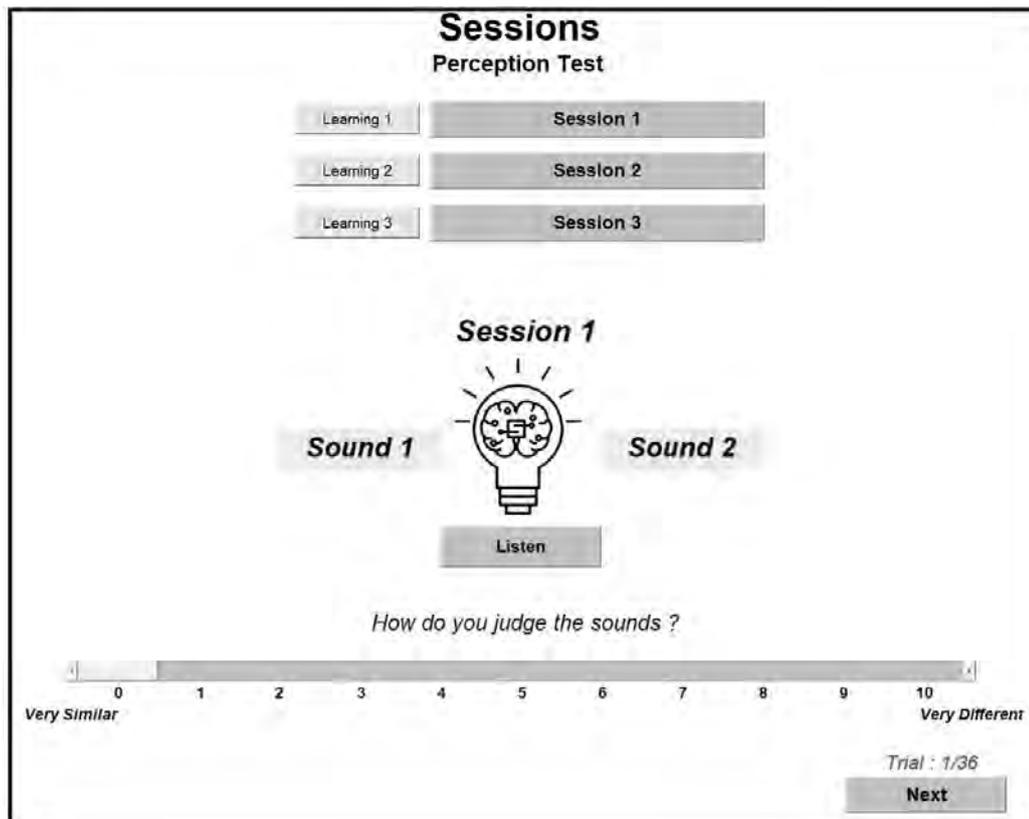 Sessions
Perception Test
Learning 1 Session 1
Learning 2 Session 2
Learning 3 Session 3
Session 1
Sound 1 Sound 2
Listen
How do you judge the sounds ?
0 1 2 3 4 5 6 7 8 9 10
Very Similar Very Different
Trial : 1/36
Next